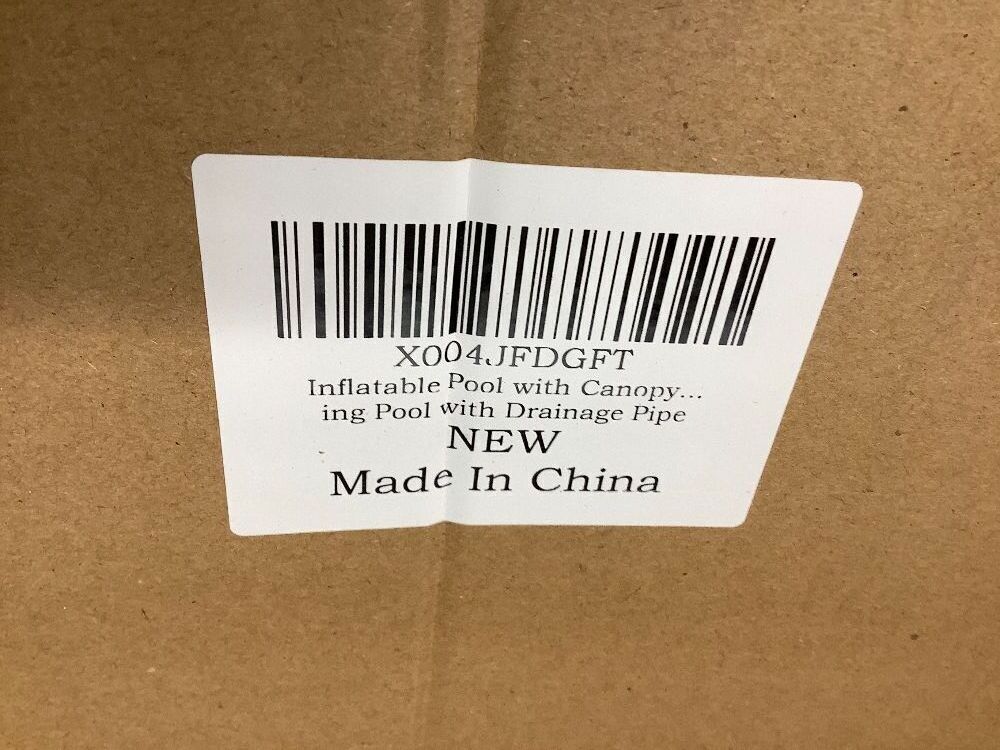 X004JFDGFT
Inflatable Pool with Canopy...
ing Pool with Drainage Pipe
NEW
Made In China